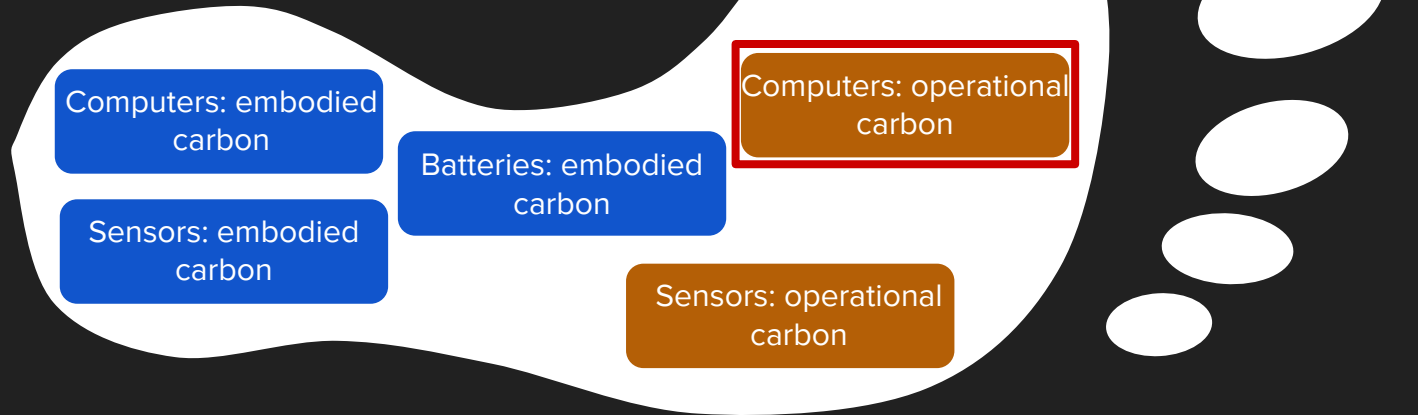 Computers: embodied
carbon
Sensors: embodied
carbon
Batteries: embodied
carbon
Computers: operational
carbon
Sensors: operational
carbon